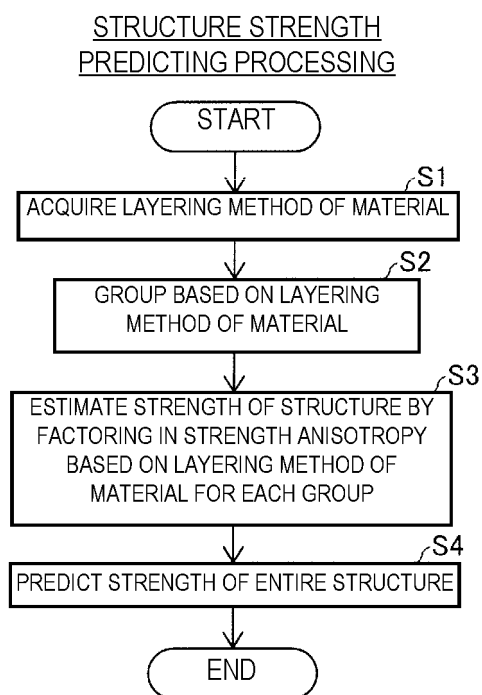 STRUCTURE STRENGTH
PREDICTING PROCESSING
START
S1
ACQUIRE LAYERING METHOD OF MATERIAL
S2
GROUP BASED ON LAYERING
METHOD OF MATERIAL
S3
ESTIMATE STRENGTH OF STRUCTURE BY
FACTORING IN STRENGTH ANISOTROPY
BASED ON LAYERING METHOD OF
MATERIAL FOR EACH GROUP
S4
PREDICT STRENGTH OF ENTIRE STRUCTURE
END